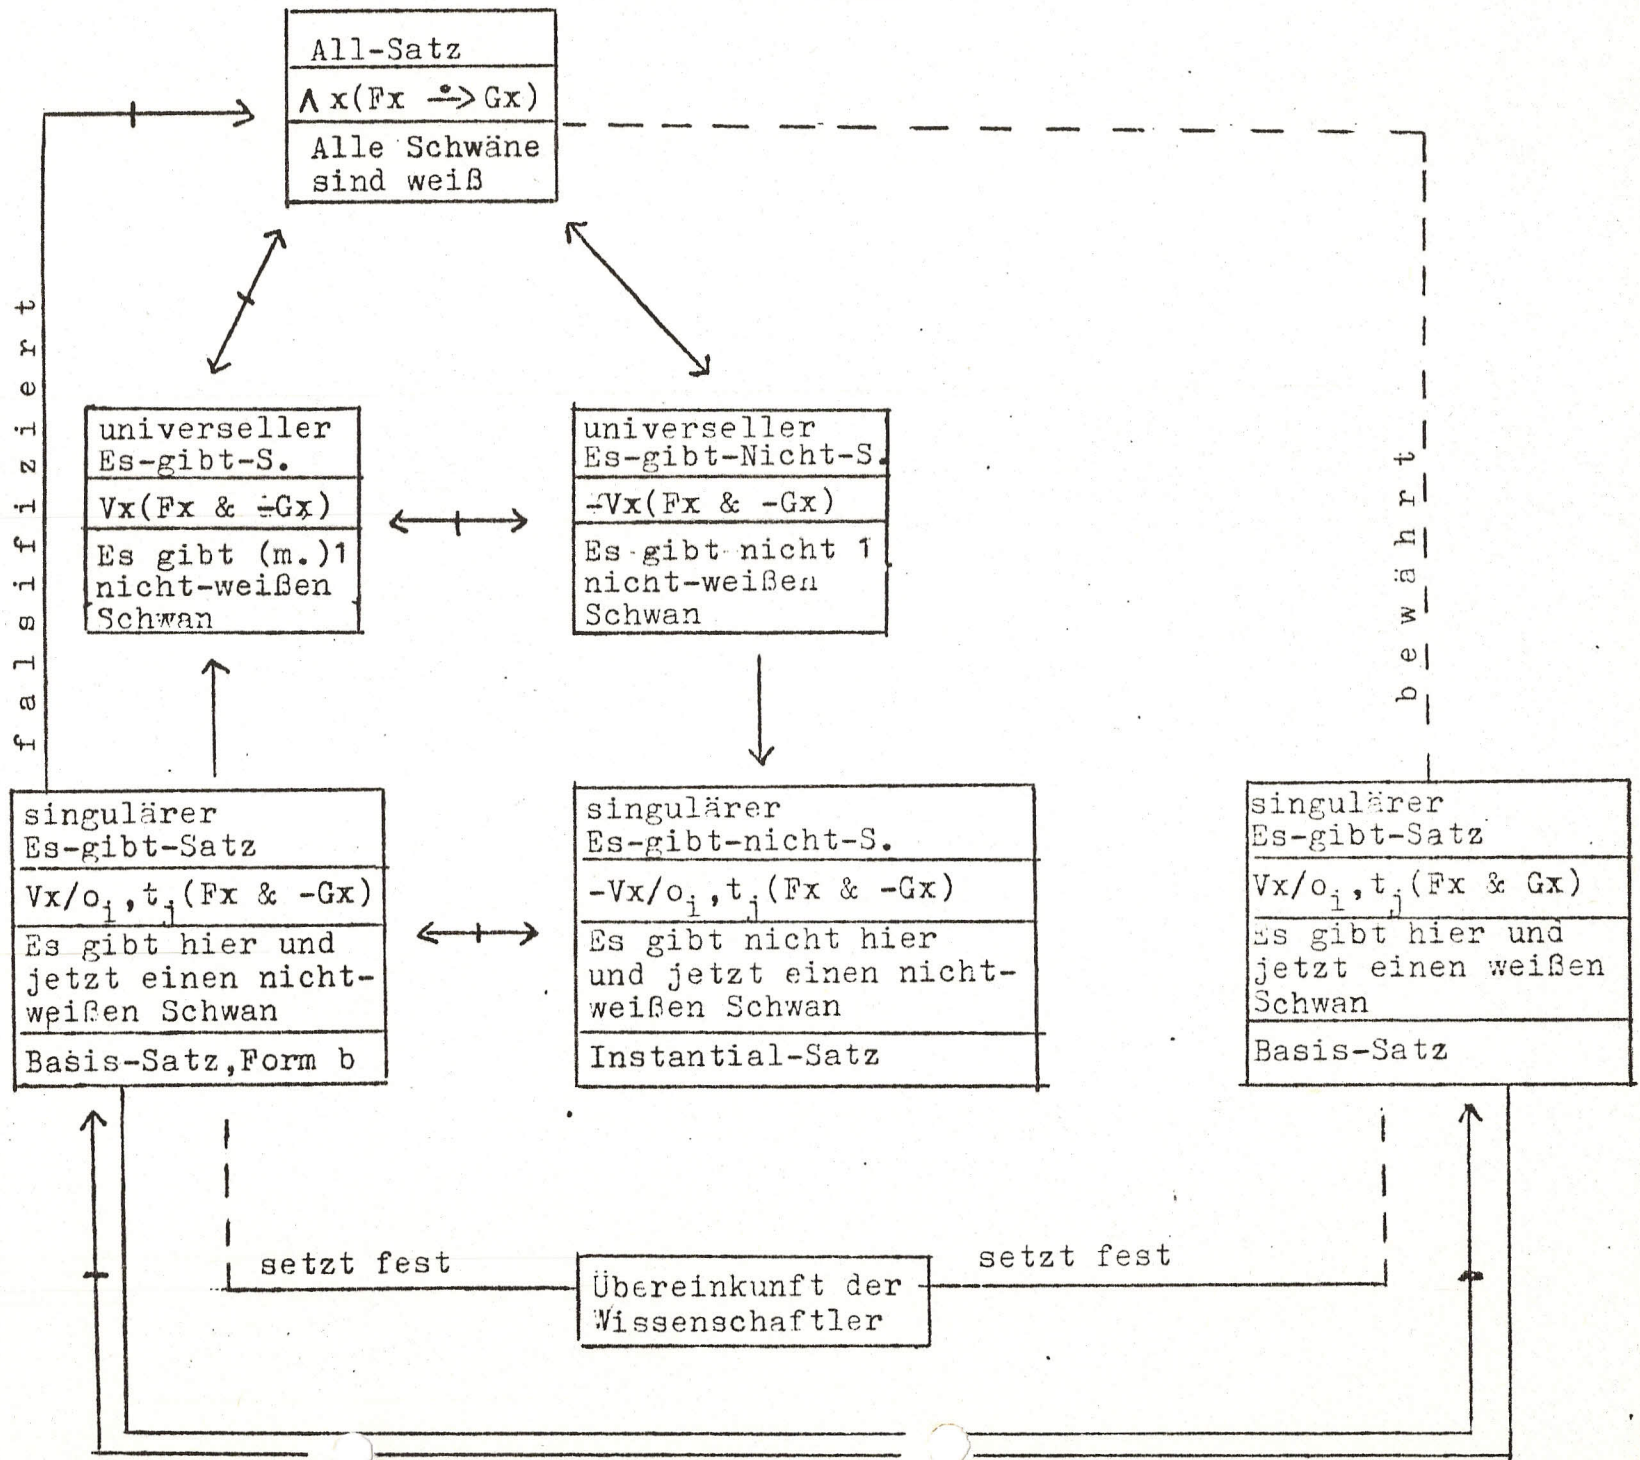 All-Satz
Λ x(Fx ∸> Gx)
Alle Schwäne
sind weiß
falsifiziert
bewährt
universeller
Es-gibt-S.
Vx(Fx & -Gx)
Es gibt (m.)1
nicht-weißen
Schwan
universeller
Es-gibt-Nicht-S.
-Vx(Fx & -Gx)
Es gibt nicht 1
nicht-weißen
Schwan
singulärer
Es-gibt-Satz
Vx/oi,tj(Fx & -Gx)
Es gibt hier und
jetzt einen nicht-
weißen Schwan
Basis-Satz,Form b
singulärer
Es-gibt-nicht-S.
-Vx/oi,tj(Fx & -Gx)
Es gibt nicht hier
und jetzt einen nicht-
weißen Schwan
Instantial-Satz
singulärer
Es-gibt-Satz
Vx/oi,tj(Fx & Gx)
Es gibt hier und
jetzt einen weißen
Schwan
Basis-Satz
setzt fest
Übereinkunft der
Wissenschaftler
setzt fest